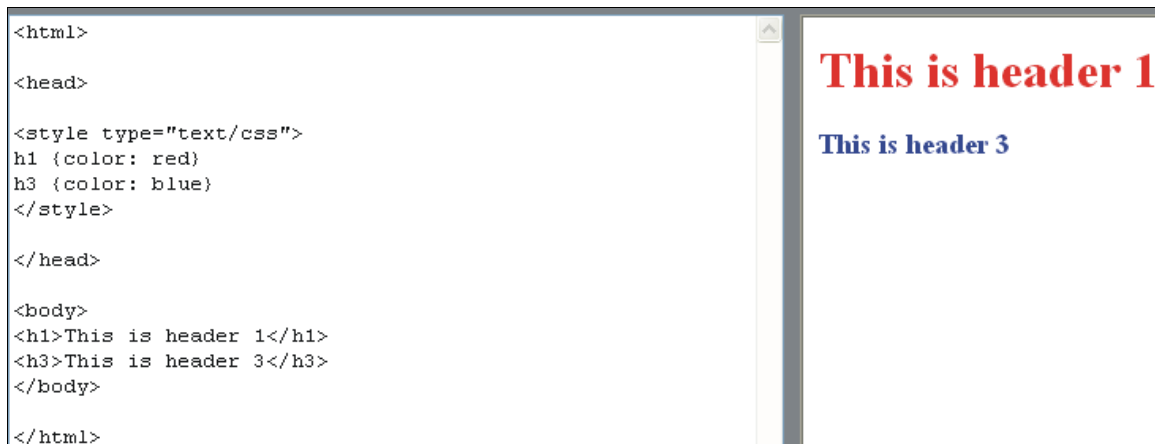 <html>
<head>
<style type="text/css">
h1 {color: red}
h3 {color: blue}
</style>
</head>
<body>
<h1>This is header 1</h1>
<h3>This is header 3</h3>
</body>
</html>
This is header 1
This is header 3